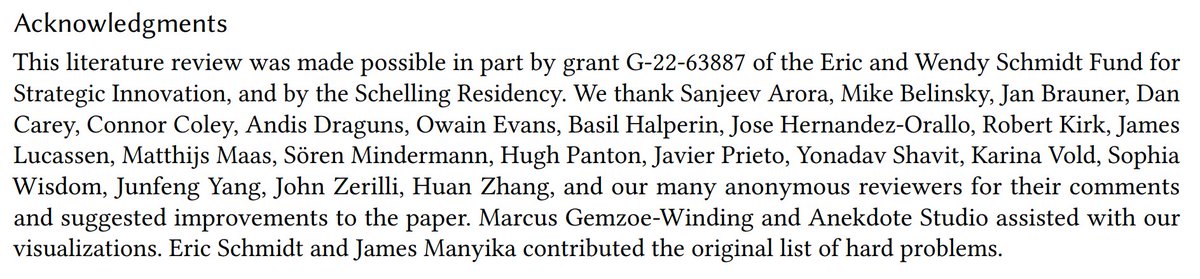 Acknowledgments
This literature review was made possible in part by grant G-22-63887 of the Eric and Wendy Schmidt Fund for
Strategic Innovation, and by the Schelling Residency. We thank Sanjeev Arora, Mike Belinsky, Jan Brauner, Dan
Carey, Connor Coley, Andis Draguns, Owain Evans, Basil Halperin, Jose Hernandez-Orallo, Robert Kirk, James
Lucassen, Matthijs Maas, Sören Mindermann, Hugh Panton, Javier Prieto, Yonadav Shavit, Karina Vold, Sophia
Wisdom, Junfeng Yang, John Zerilli, Huan Zhang, and our many anonymous reviewers for their comments
and suggested improvements to the paper. Marcus Gemzoe-Winding and Anekdote Studio assisted with our
visualizations. Eric Schmidt and James Manyika contributed the original list of hard problems.